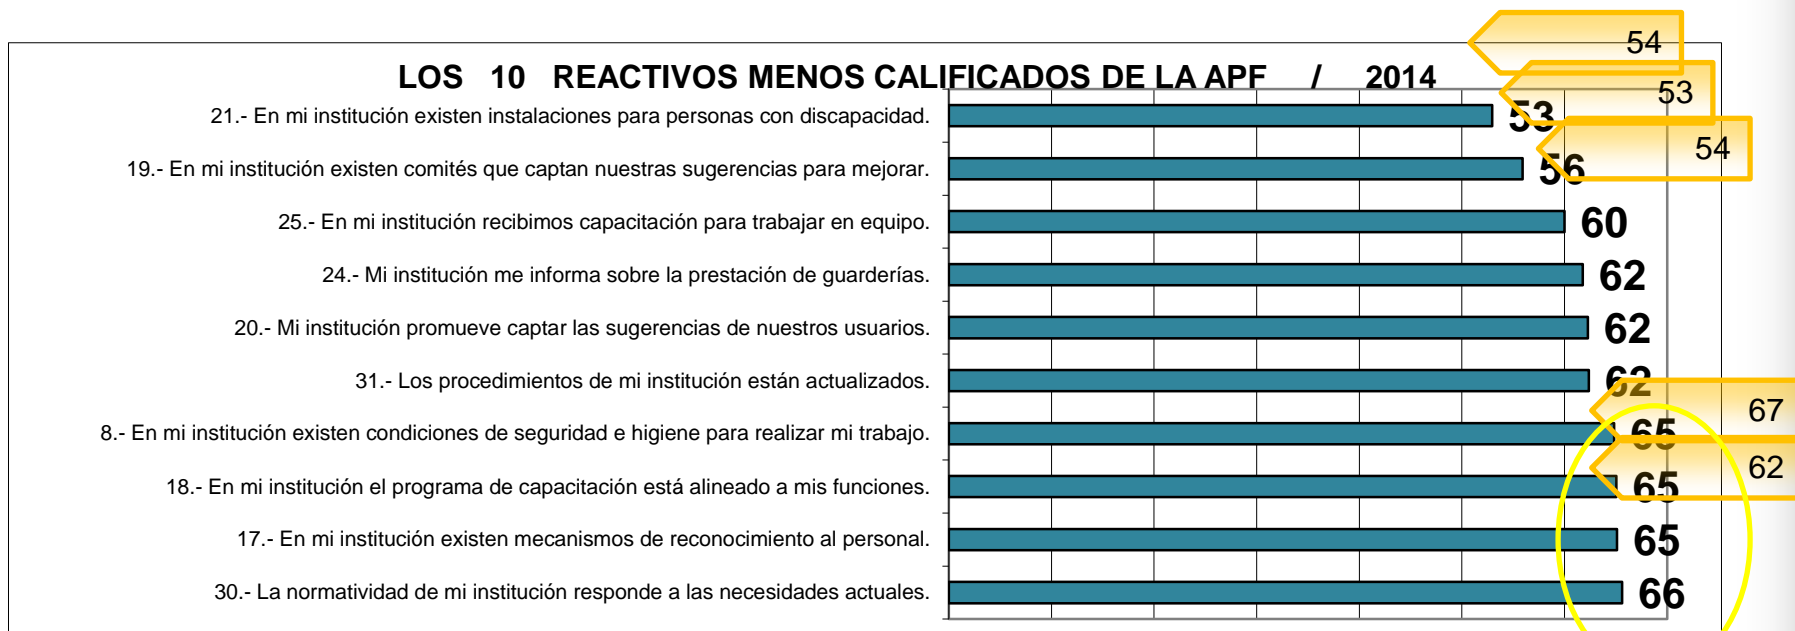 54
LOS 10 REACTIVOS MENOS CALIFICADOS DE LA APF / 2014
53
21.- En mi institución existen instalaciones para personas con discapacidad. 53
54
19.- En mi institución existen comités que captan nuestras sugerencias para mejorar. 56
25.- En mi institución recibimos capacitación para trabajar en equipo. 60
24.- Mi institución me informa sobre la prestación de guarderías. 62
20.- Mi institución promueve captar las sugerencias de nuestros usuarios. 62
31.- Los procedimientos de mi institución están actualizados. 62
67
8.- En mi institución existen condiciones de seguridad e higiene para realizar mi trabajo. 65
62
18.- En mi institución el programa de capacitación está alineado a mis funciones. 65
17.- En mi institución existen mecanismos de reconocimiento al personal. 65
30.- La normatividad de mi institución responde a las necesidades actuales. 66